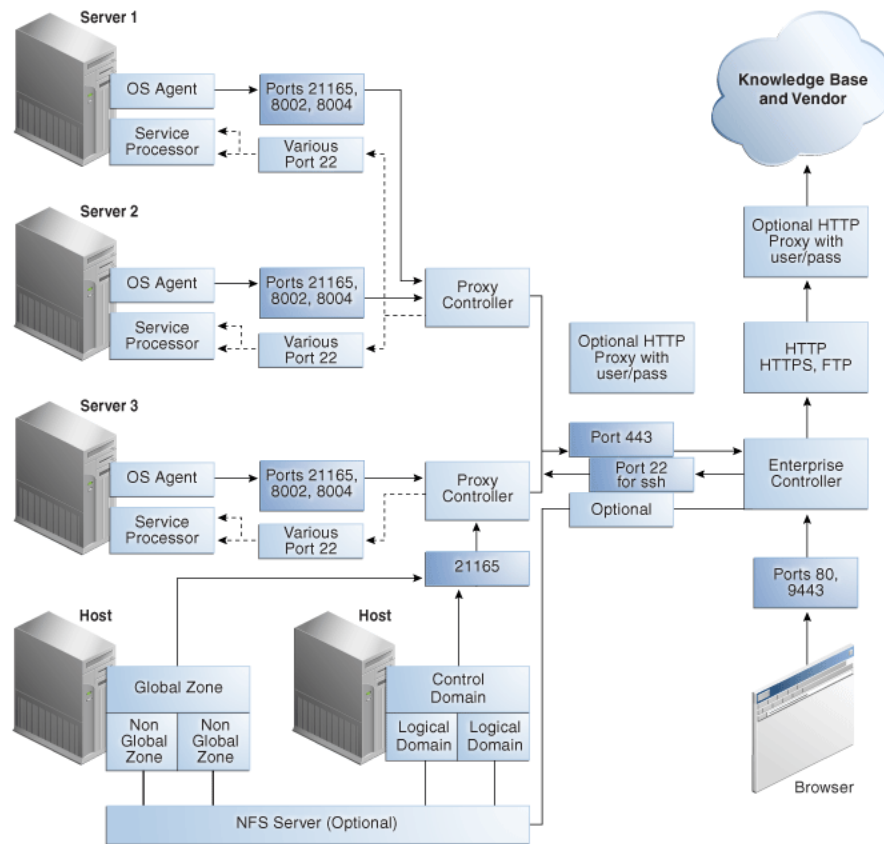 Server 1
OS Agent
Ports 21165,
8002, 8004
Service
Processor
Various
Port 22
Server 2
OS Agent
Ports 21165,
8002, 8004
Service
Processor
Various
Port 22
Proxy
Controller
Server 3
OS Agent
Ports 21165,
8002, 8004
Service
Processor
Various
Port 22
Proxy
Controller
21165
Host
Global Zone
Non
Global
Zone
Non
Global
Zone
Host
Control
Domain
Logical
Domain
Logical
Domain
NFS Server (Optional)
Optional HTTP
Proxy with
user/pass
Port 443
Port 22
for ssh
Optional
Knowledge Base
and Vendor
Optional HTTP
Proxy with
user/pass
HTTP
HTTPS, FTP
Enterprise
Controller
Ports 80,
9443
Browser